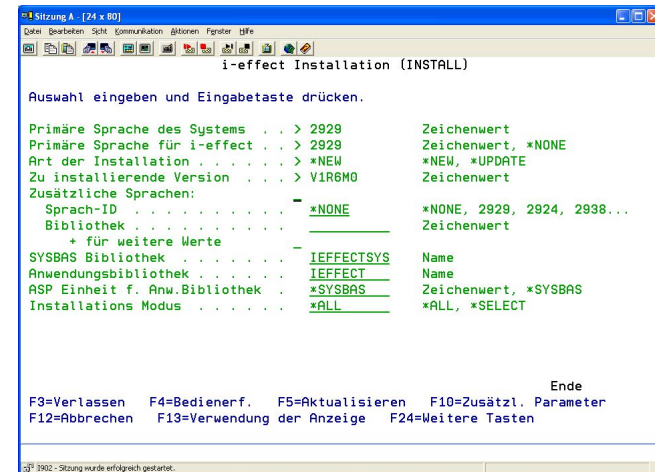 Sitzung A - [24 x 80]
Datei Bearbeiten Sicht Kommunikation Aktionen Fenster Hilfe
i-effect Installation (INSTALL)
Auswahl eingeben und Eingabetaste drücken.
Primäre Sprache des Systems . . > 2929 Zeichenwert
Primäre Sprache für i-effect . . > 2929 Zeichenwert, *NONE
Art der Installation . . . . . . > *NEW *NEW, *UPDATE
Zu installierende Version . . . > V1R6M0 Zeichenwert
Zusätzliche Sprachen:
Sprach-ID . . . . . . . . . . *NONE *NONE, 2929, 2924, 2938...
Bibliothek . . . . . . . . . . Zeichenwert
+ für weitere Werte
SYSBAS Bibliothek . . . . . . . IEFFECTSYS Name
Anwendungsbibliothek . . . . . . IEFFECT Name
ASP Einheit f. Anw.Bibliothek . *SYSBAS Zeichenwert, *SYSBAS
Installations Modus . . . . . . *ALL *ALL, *SELECT
Ende
F3=Verlassen F4=Bedienerf. F5=Aktualisieren F10=Zusätzl. Parameter
F12=Abbrechen F13=Verwendung der Anzeige F24=Weitere Tasten
I902 - Sitzung wurde erfolgreich gestartet.